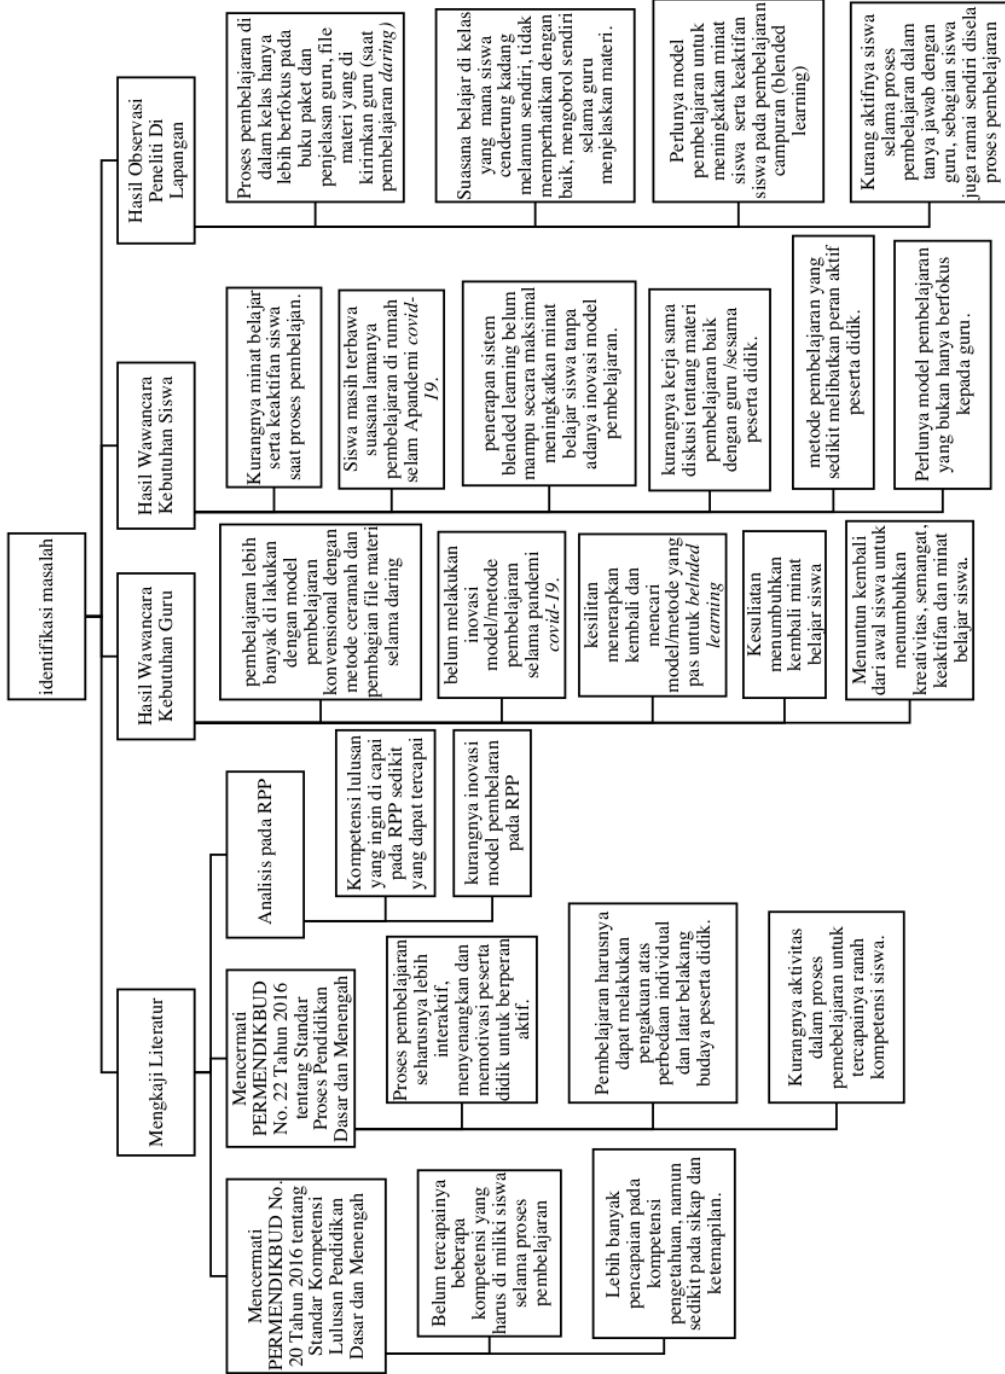 identifikasi masalah
Mengkaji Literatur
Mencermati
PERMENDIKBUD No.
20 Tahun 2016 tentang
Standar Kompetensi
Lulusan Pendidikan
Dasar dan Menengah
Belum tercapainya
beberapa
kompetensi yang
harus di miliki siswa
selama proses
pembelajaran
Lebih banyak
pencapaian pada
kompetensi
pengetahuan, namun
sedikit pada sikap dan
ketemapilan.
Mencermati
PERMENDIKBUD
No. 22 Tahun 2016
tentang Standar
Proses Pendidikan
Dasar dan Menengah
Proses pembelajaran
seharusnya lebih
interaktif,
menyenangkan dan
memotivasi peserta
didik untuk berperan
aktif.
Pembelajaran harusnya
dapat melakukan
pengakuan atas
perbedaan individual
dan latar belakang
budaya peserta didik.
Kurangnya aktivitas
dalam proses
pemebelajaran untuk
tercapainya ranah
kompetensi siswa.
Analisis pada RPP
Kompetensi lulusan
yang ingin di capai
pada RPP sedikit
yang dapat tercapai
kurangnya inovasi
model pembelaran
pada RPP
Hasil Wawancara
Kebutuhan Guru
pembelajaran lebih
banyak di lakukan
dengan model
pembelajaran
konvensional dengan
metode ceramah dan
pembagian file materi
selama daring
belum melakukan
inovasi
model/metode
pembelajaran
selama pandemi
covid-19.
kesilitan
menerapkan
kembali dan
mencari
model/metode yang
pas untuk belnded
learning
Kesuliatan
menumbuhkan
kembali minat
belajar siswa
Menuntun kembali
dari awal siswa untuk
menumbuhkan
kreativitas, semangat,
keaktifan dan minat
belajar siswa.
Hasil Wawancara
Kebutuhan Siswa
Kurangnya minat belajar
serta keaktifan siswa
saat proses pembelajan.
Siswa masih terbawa
suasana lamanya
pembelajaran di rumah
selam Apandemi covid-
19.
penerapan sistem
blended learning belum
mampu secara maksimal
meningkatkan minat
belajar siswa tanpa
adanya inovasi model
pembelajaran.
kurangnya kerja sama
diskusi tentang materi
pembelajaran baik
dengan guru /sesama
peserta didik.
metode pembelajaran yang
sedikit melibatkan peran aktif
peserta didik.
Perlunya model pembelajaran
yang bukan hanya berfokus
kepada guru.
Hasil Observasi
Peneliti Di
Lapangan
Proses pembelajaran di
dalam kelas hanya
lebih berfokus pada
buku paket dan
penjelasan guru, file
materi yang di
kirimkan guru (saat
pembelajaran daring)
Suasana belajar di kelas
yang mana siswa
cenderung kadang
melamun sendiri, tidak
memperhatikan dengan
baik, mengobrol sendiri
selama guru
menjelaskan materi.
Perlunya model
pembelajaran untuk
meningkatkan minat
siswa serta keaktifan
siswa pada pembelajaran
campuran (blended
learning)
Kurang aktifnya siswa
selama proses
pembelajaran dalam
tanya jawab dengan
guru, sebagian siswa
juga ramai sendiri disela
proses pembelajaran